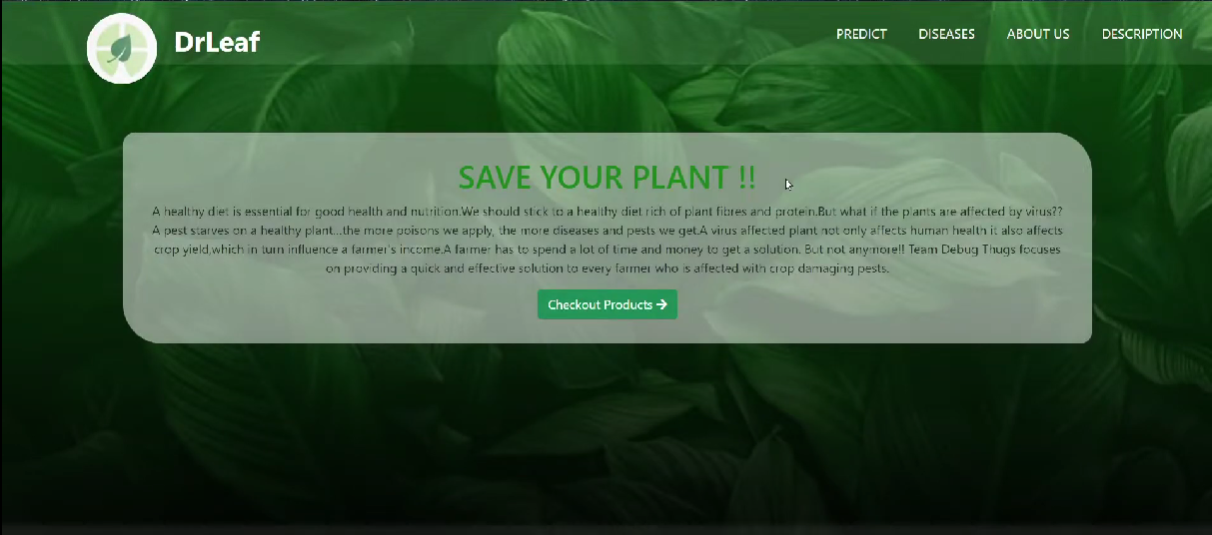 DrLeaf
PREDICT DISEASES ABOUT US DESCRIPTION
SAVE YOUR PLANT !!
A healthy diet is essential for good health and nutrition.We should stick to a healthy diet rich of plant fibres and protein.But what if the plants are affected by virus??
A pest starves on a healthy plant...the more poisons we apply, the more diseases and pests we get.A virus affected plant not only affects human health it also affects
crop yield,which in turn influence a farmer's income.A farmer has to spend a lot of time and money to get a solution. But not anymore!! Team Debug Thugs focuses
on providing a quick and effective solution to every farmer who is affected with crop damaging pests.
Checkout Products